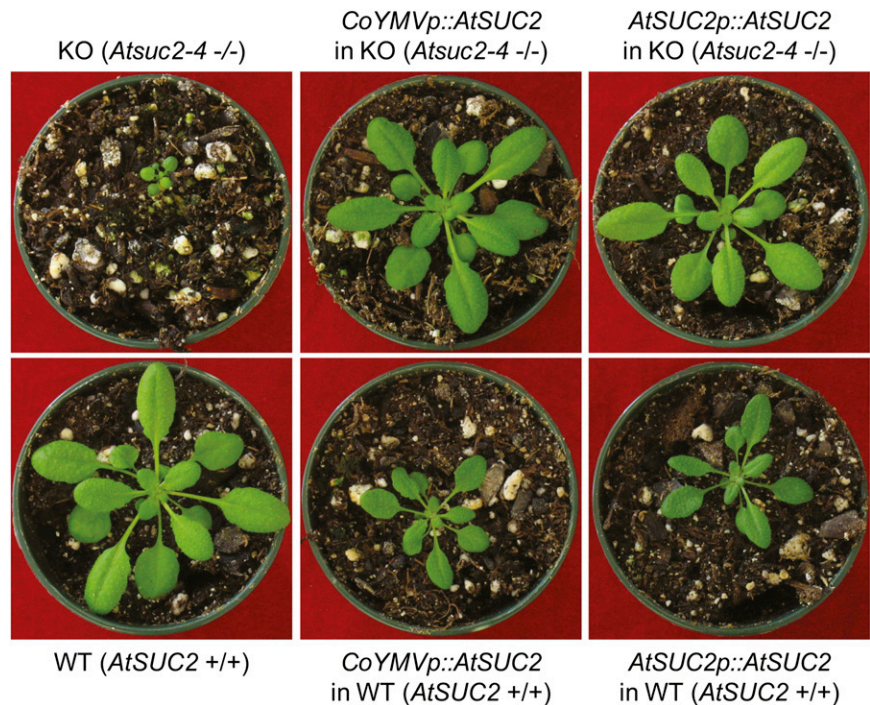 KO (Atsuc2-4 -/-)
CoYMVp::AtSUC2
in KO (Atsuc2-4 -/-)
AtSUC2p::AtSUC2
in KO (Atsuc2-4 -/-)
WT (AtSUC2 +/+)
CoYMVp::AtSUC2
in WT (AtSUC2 +/+)
AtSUC2p::AtSUC2
in WT (AtSUC2 +/+)